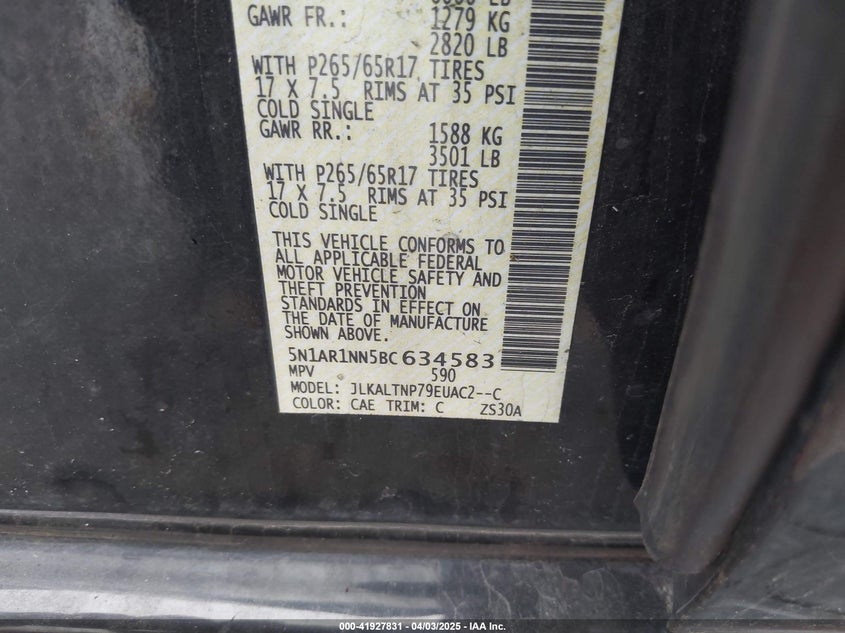 GAWR FR.: 1279 KG
2820 LB
WITH P265/65R17 TIRES
17 X 7.5 RIMS AT 35 PSI
COLD SINGLE
GAWR RR.: 1588 KG
3501 LB
WITH P265/65R17 TIRES
17 X 7.5 RIMS AT 35 PSI
COLD SINGLE
THIS VEHICLE CONFORMS TO
ALL APPLICABLE FEDERAL
MOTOR VEHICLE SAFETY AND
THEFT PREVENTION
STANDARDS IN EFFECT ON
THE DATE OF MANUFACTURE
SHOWN ABOVE.
5N1AR1NN5BC634583
MPV 590
MODEL: JLKALTNP79EUAC2--C
COLOR: CAE TRIM: C ZS30A
000-41927831 - 04/03/2025 - IAA Inc.